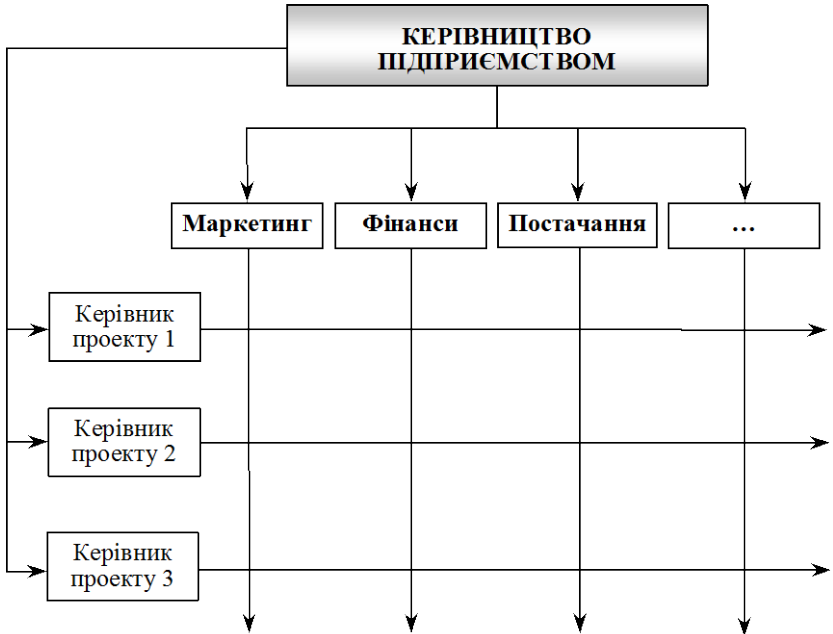 КЕРІВНИЦТВО
ПІДПРИЄМСТВОМ
Маркетинг
Фінанси
Постачання
…
Керівник
проекту 1
Керівник
проекту 2
Керівник
проекту 3